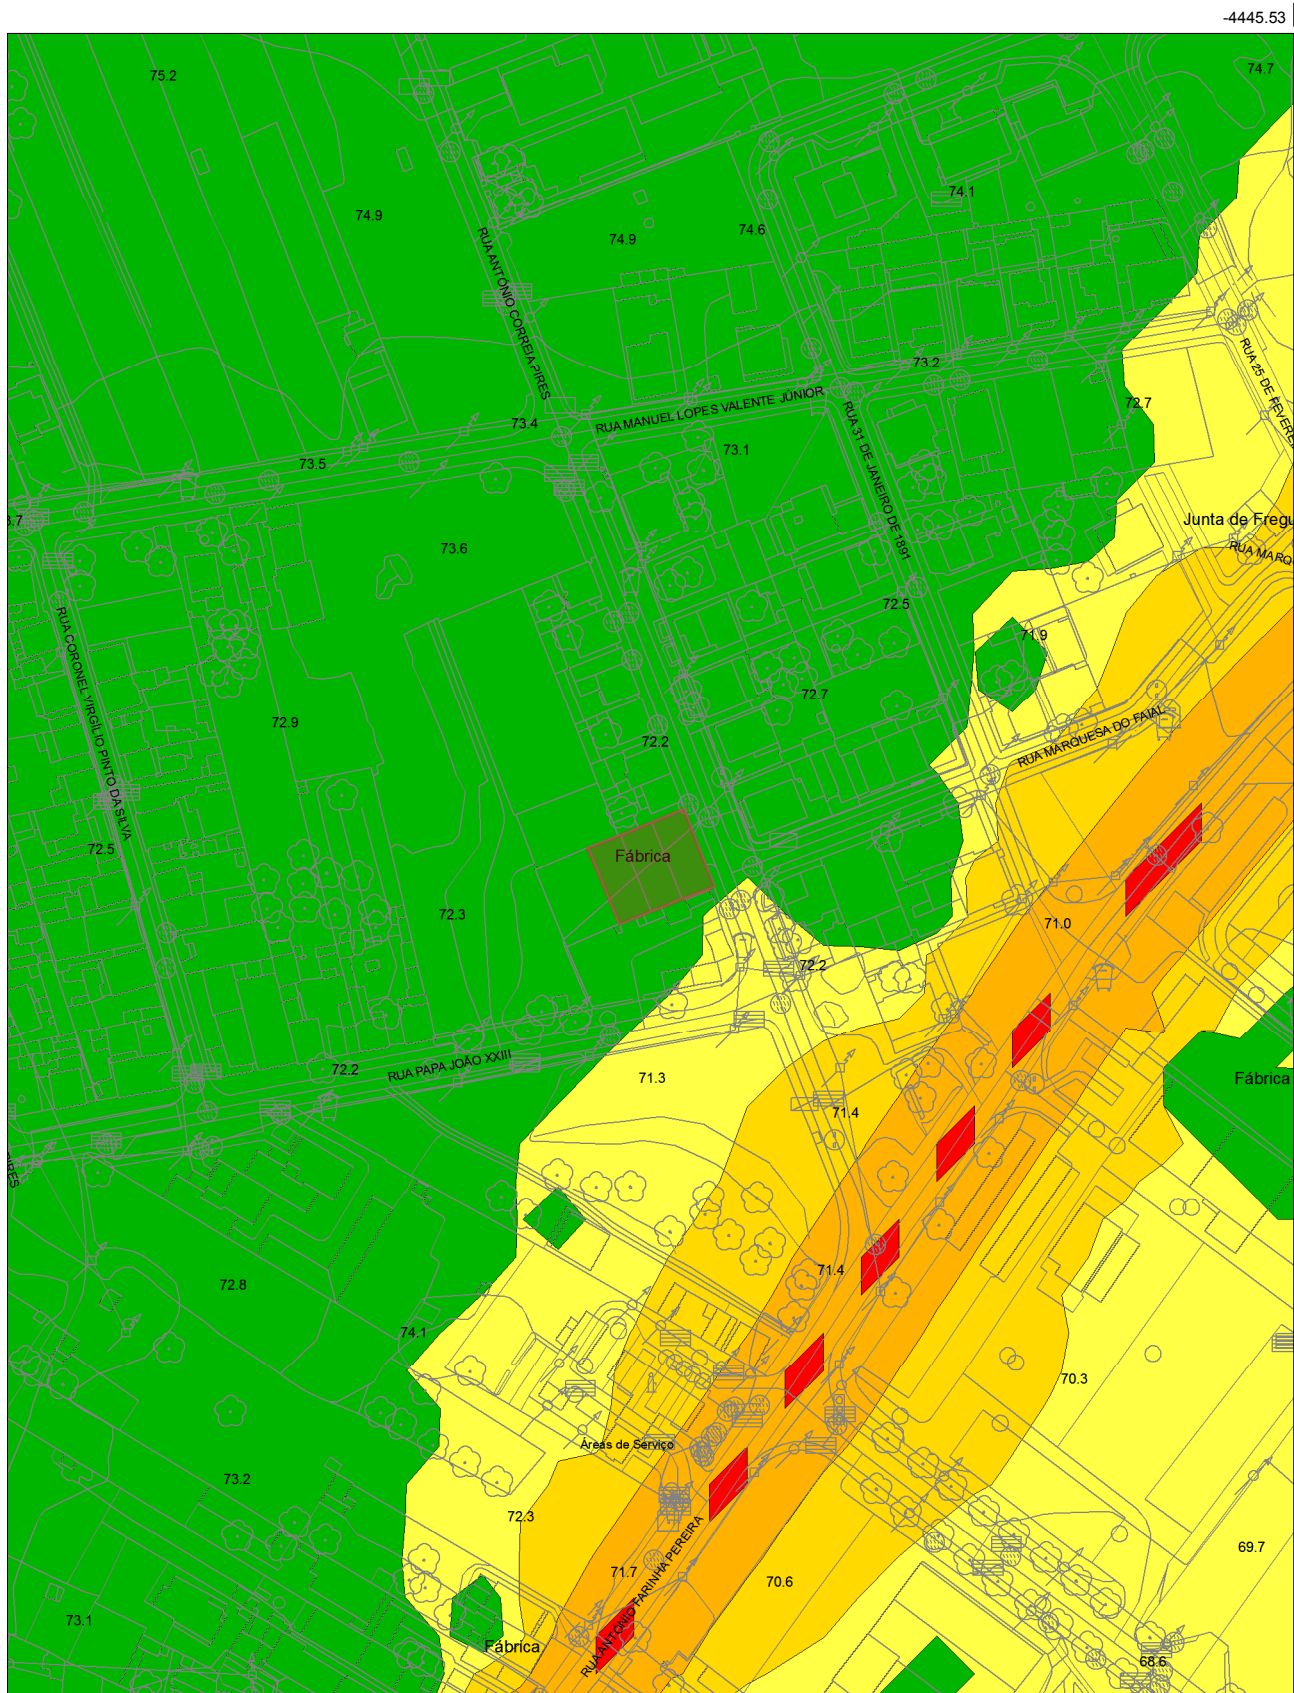 -4445.53
75.2
74.7
74.1
74.9
74.9
74.6
RUA ANTÓNIO CORREIA PIRES
73.2
RUA 25 DE FEVERE
RUA MANUEL LOPES VALENTE JÚNIOR
72.7
73.4
RUA 31 DE JANEIRO DE 1891
73.1
73.5
3.7
Junta de Fregu
73.6
RUA MARQ
72.5
RUA CORONEL VIRGÍLIO PINTO DA SILVA
71.9
72.7
72.9
72.2
RUA MARQUESA DO FAIAL
72.5
Fábrica
72.3
71.0
72.2
RUA PAPA JOÃO XXIII
72.2
71.3
Fábrica
71.4
IRES
71.4
72.8
74.1
70.3
Áreas de Serviço
73.2
72.3
RUA ANTÓNIO FARINHA PEREIRA
69.7
71.7
70.6
73.1
Fábrica
68.6